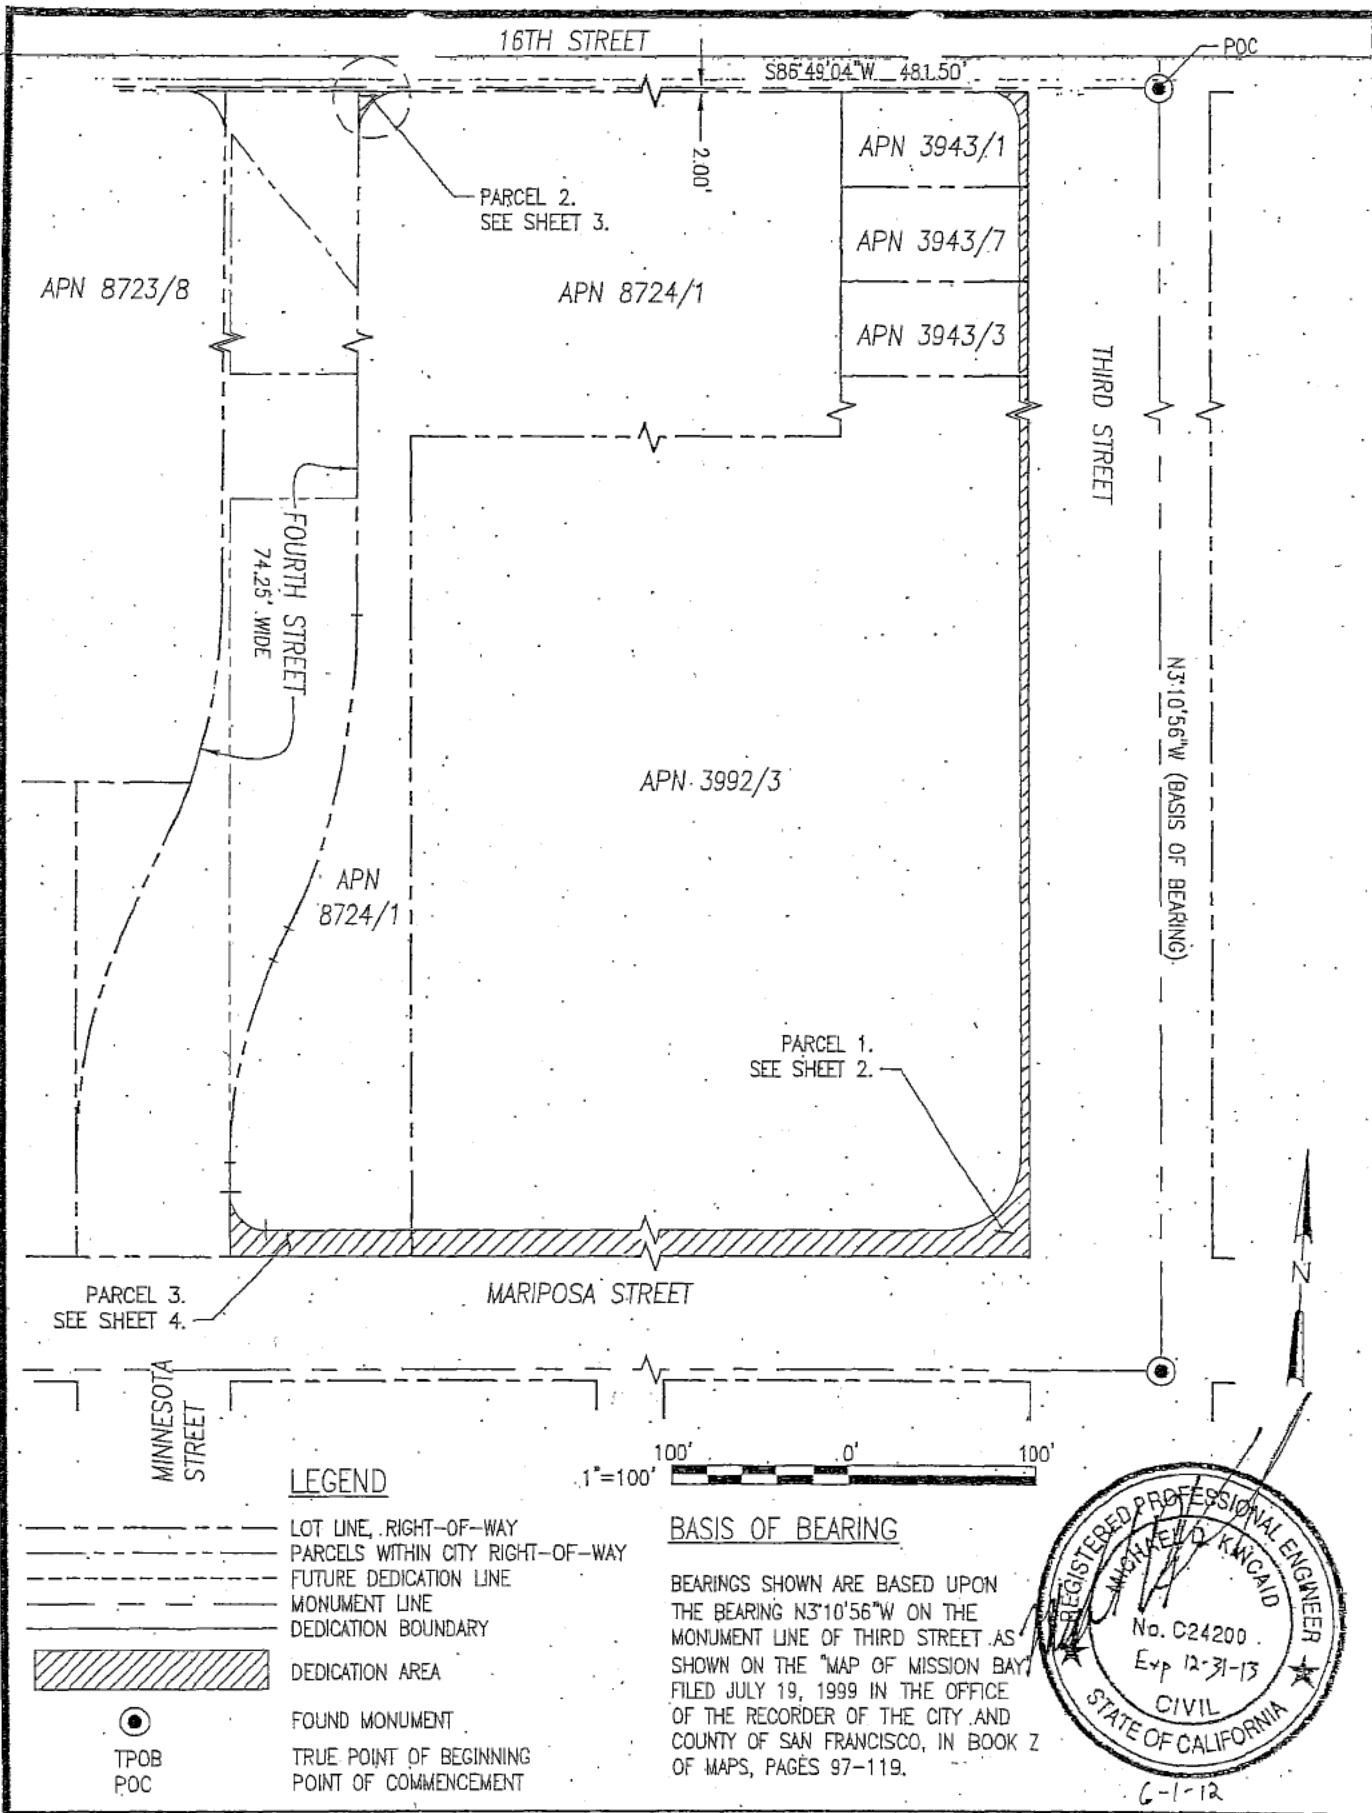 16TH STREET
POC
S86°49'04"W 481.50'
2.00'
APN 3943/1
PARCEL 2.
SEE SHEET 3.
APN 3943/7
APN 8723/8
APN 8724/1
APN 3943/3
THIRD STREET
FOURTH STREET
74.25' WIDE
N3°10'56"W (BASIS OF BEARING)
APN 3992/3
APN
8724/1
PARCEL 1.
SEE SHEET 2.
PARCEL 3.
SEE SHEET 4.
MARIPOSA STREET
N
MINNESOTA
STREET
100' 0' 100'
1"=100'
LEGEND
LOT LINE, RIGHT-OF-WAY
PARCELS WITHIN CITY RIGHT-OF-WAY
FUTURE DEDICATION LINE
MONUMENT LINE
DEDICATION BOUNDARY
DEDICATION AREA
FOUND MONUMENT
TPOB TRUE POINT OF BEGINNING
POC POINT OF COMMENCEMENT
BASIS OF BEARING
BEARINGS SHOWN ARE BASED UPON
THE BEARING N3°10'56"W ON THE
MONUMENT LINE OF THIRD STREET AS
SHOWN ON THE "MAP OF MISSION BAY,
FILED JULY 19, 1999 IN THE OFFICE
OF THE RECORDER OF THE CITY AND
COUNTY OF SAN FRANCISCO, IN BOOK Z
OF MAPS, PAGES 97-119.
REGISTERED PROFESSIONAL ENGINEER
MICHAEL D. KINCAID
No. C24200
Exp 12-31-13
CIVIL
STATE OF CALIFORNIA
6-1-12